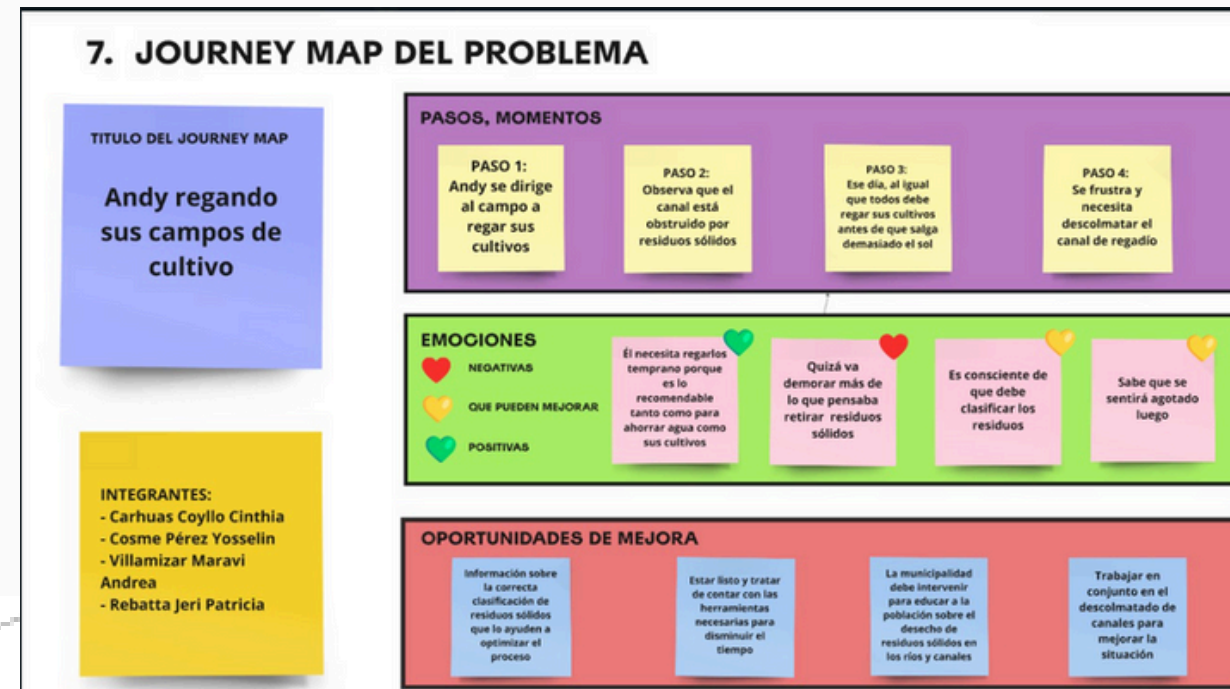 7. JOURNEY MAP DEL PROBLEMA
TITULO DEL JOURNEY MAP
Andy regando
sus campos de
cultivo
INTEGRANTES:
- Carhuas Coyllo Cinthia
- Cosme Pérez Yosselin
- Villamizar Maravi
Andrea
- Rebatta Jeri Patricia
PASOS, MOMENTOS
PASO 1:
Andy se dirige
al campo a
regar sus
cultivos
PASO 2:
Observa que el
canal está
obstruido por
residuos sólidos
PASO 3:
Ese día, al igual
que todos debe
regar sus cultivos
antes de que salga
demasiado el sol
PASO 4:
Se frustra y
necesita
descolmatar el
canal de regadío
EMOCIONES
NEGATIVAS
QUE PUEDEN MEJORAR
POSITIVAS
Él necesita regarlos
temprano porque
es lo
recomendable
tanto como para
ahorrar agua como
sus cultivos
Quizá va
demorar más de
lo que pensaba
retirar residuos
sólidos
Es consciente de
que debe
clasificar los
residuos
Sabe que se
sentirá agotado
luego
OPORTUNIDADES DE MEJORA
Información sobre
la correcta
clasificación de
residuos sólidos
que lo ayuden a
optimizar el
proceso
Estar listo y tratar
de contar con las
herramientas
necesarias para
disminuir el
tiempo
La municipalidad
debe intervenir
para educar a la
población sobre el
desecho de
residuos sólidos en
los ríos y canales
Trabajar en
conjunto en el
descolmatado de
canales para
mejorar la
situación